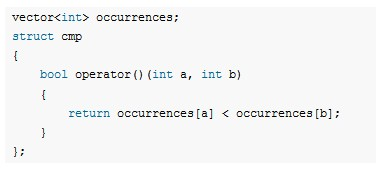 vector<int> occurrences;
struct cmp
{
    bool operator()(int a, int b)
    {
        return occurrences[a] < occurrences[b];
    }
};